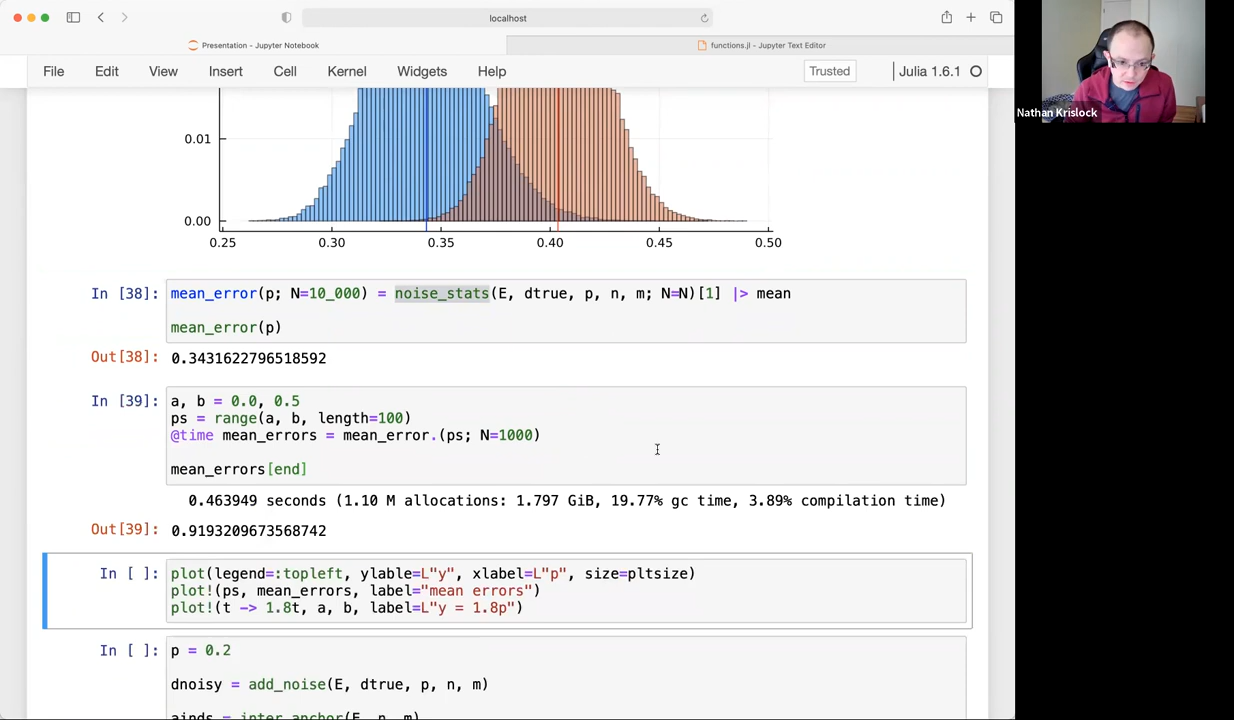 localhost
Presentation - Jupyter Notebook
functions.jl - Jupyter Text Editor
File Edit View Insert Cell Kernel Widgets Help
Trusted
Julia 1.6.1
Nathan Krislock
0.01
0.00
0.25 0.30 0.35 0.40 0.45 0.50
In [38]: mean_error(p; N=10_000) = noise_stats(E, dtrue, p, n, m; N=N)[1] |> mean
mean_error(p)
Out[38]: 0.3431622796518592
In [39]: a, b = 0.0, 0.5
ps = range(a, b, length=100)
@time mean_errors = mean_error.(ps; N=1000)
mean_errors[end]
0.463949 seconds (1.10 M allocations: 1.797 GiB, 19.77% gc time, 3.89% compilation time)
Out[39]: 0.9193209673568742
In [ ]: plot(legend=:topleft, ylable=L"y", xlabel=L"p", size=pltsize)
plot!(ps, mean_errors, label="mean errors")
plot!(t -> 1.8t, a, b, label=L"y = 1.8p")
In [ ]: p = 0.2
dnoisy = add_noise(E, dtrue, p, n, m)
ainds = inter_anchor(E, n, m)